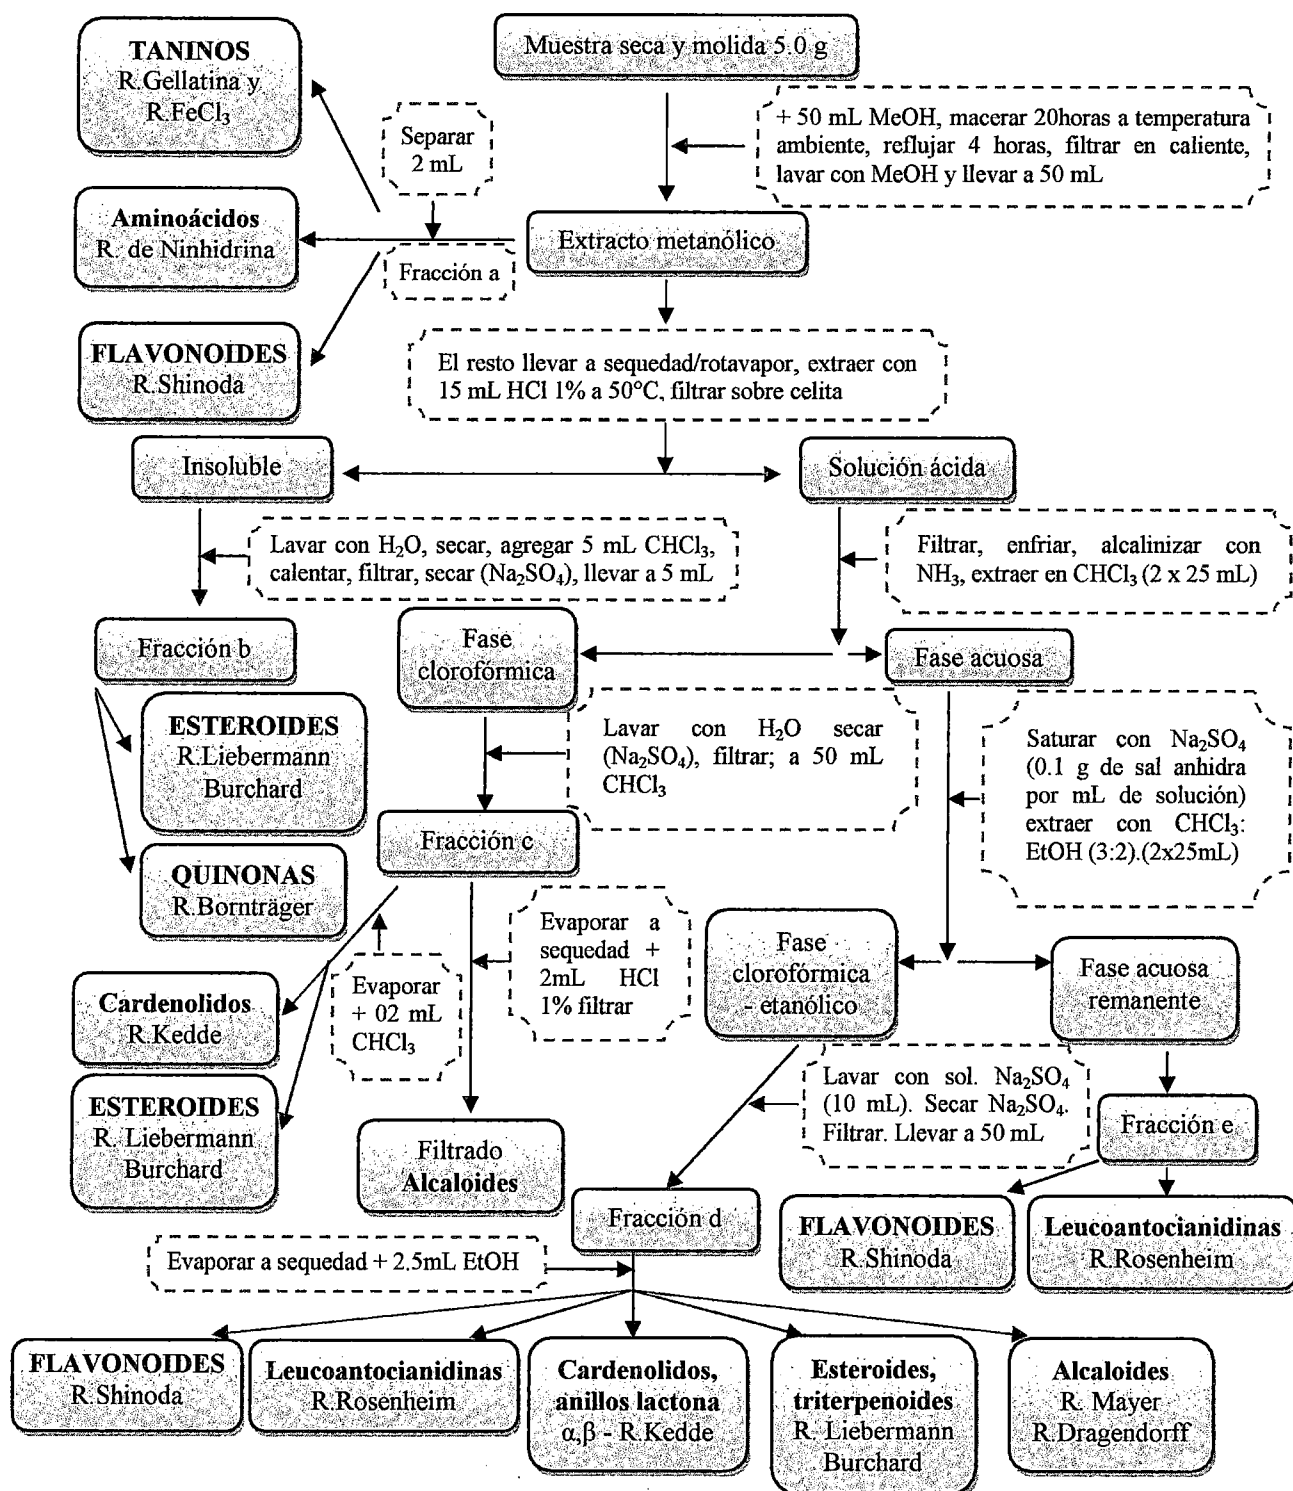 Muestra seca y molida 5.0 g
+ 50 mL MeOH, macerar 20horas a temperatura
ambiente, reflujar 4 horas, filtrar en caliente,
lavar con MeOH y llevar a 50 mL
TANINOS
R.Gellatina y
R.FeCl₃
Separar
2 mL
Aminoácidos
R. de Ninhidrina
Extracto metanólico
Fracción a
FLAVONOIDES
R.Shinoda
El resto llevar a sequedad/rotavapor, extraer con
15 mL HCl 1% a 50°C, filtrar sobre celita
Insoluble
Solución ácida
Lavar con H₂O, secar, agregar 5 mL CHCl₃,
calentar, filtrar, secar (Na₂SO₄), llevar a 5 mL
Filtrar, enfriar, alcalinizar con
NH₃, extraer en CHCl₃ (2 x 25 mL)
Fracción b
Fase
clorofórmica
Fase acuosa
ESTEROIDES
R.Liebermann
Burchard
Lavar con H₂O secar
(Na₂SO₄), filtrar; a 50 mL
CHCl₃
Saturar con Na₂SO₄
(0.1 g de sal anhidra
por mL de solución)
extraer con CHCl₃:
EtOH (3:2).(2x25mL)
Fracción c
QUINONAS
R.Bornträger
Evaporar a
sequedad +
2mL HCl
1% filtrar
Fase
clorofórmica
- etanólico
Fase acuosa
remanente
Cardenolidos
R.Kedde
Evaporar
+ 02 mL
CHCl₃
ESTEROIDES
R. Liebermann
Burchard
Filtrado
Alcaloides
Lavar con sol. Na₂SO₄
(10 mL). Secar Na₂SO₄.
Filtrar. Llevar a 50 mL
Fracción e
Fracción d
FLAVONOIDES
R.Shinoda
Leucoantocianidinas
R.Rosenheim
Evaporar a sequedad + 2.5mL EtOH
FLAVONOIDES
R.Shinoda
Leucoantocianidinas
R.Rosenheim
Cardenolidos,
anillos lactona
α,β - R.Kedde
Esteroides,
triterpenoides
R. Liebermann
Burchard
Alcaloides
R. Mayer
R.Dragendorff